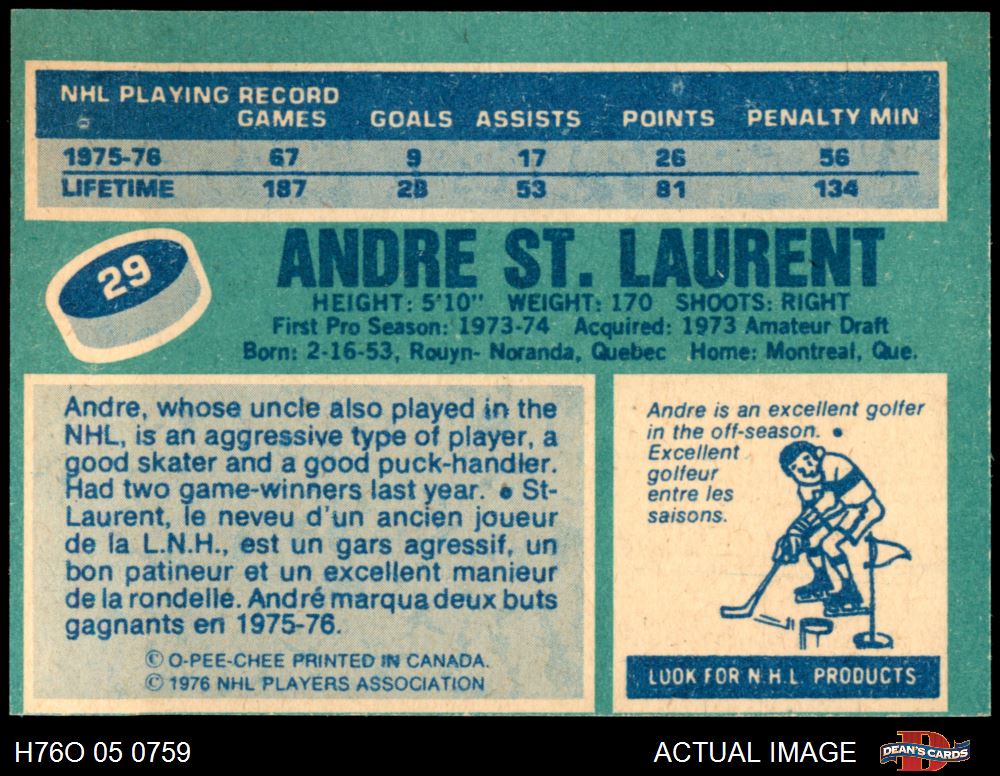 NHL PLAYING RECORD
GAMES GOALS ASSISTS POINTS PENALTY MIN
1975-76 67 9 17 26 56
LIFETIME 187 28 53 81 134
29
ANDRE ST. LAURENT
HEIGHT: 5'10" WEIGHT: 170 SHOOTS: RIGHT
First Pro Season: 1973-74 Acquired: 1973 Amateur Draft
Born: 2-16-53, Rouyn- Noranda, Quebec Home: Montreal, Que.
Andre, whose uncle also played in the
NHL, is an aggressive type of player, a
good skater and a good puck-handler.
Had two game-winners last year. • St-
Laurent, le neveu d'un ancien joueur
de la L.N.H., est un gars agressif, un
bon patineur et un excellent manieur
de la rondelle. André marqua deux buts
gagnants en 1975-76.
© O-PEE-CHEE PRINTED IN CANADA.
© 1976 NHL PLAYERS ASSOCIATION
Andre is an excellent golfer
in the off-season. •
Excellent
golfeur
entre les
saisons.
LOOK FOR N.H.L. PRODUCTS
H76O 05 0759
ACTUAL IMAGE
DEAN'S CARDS